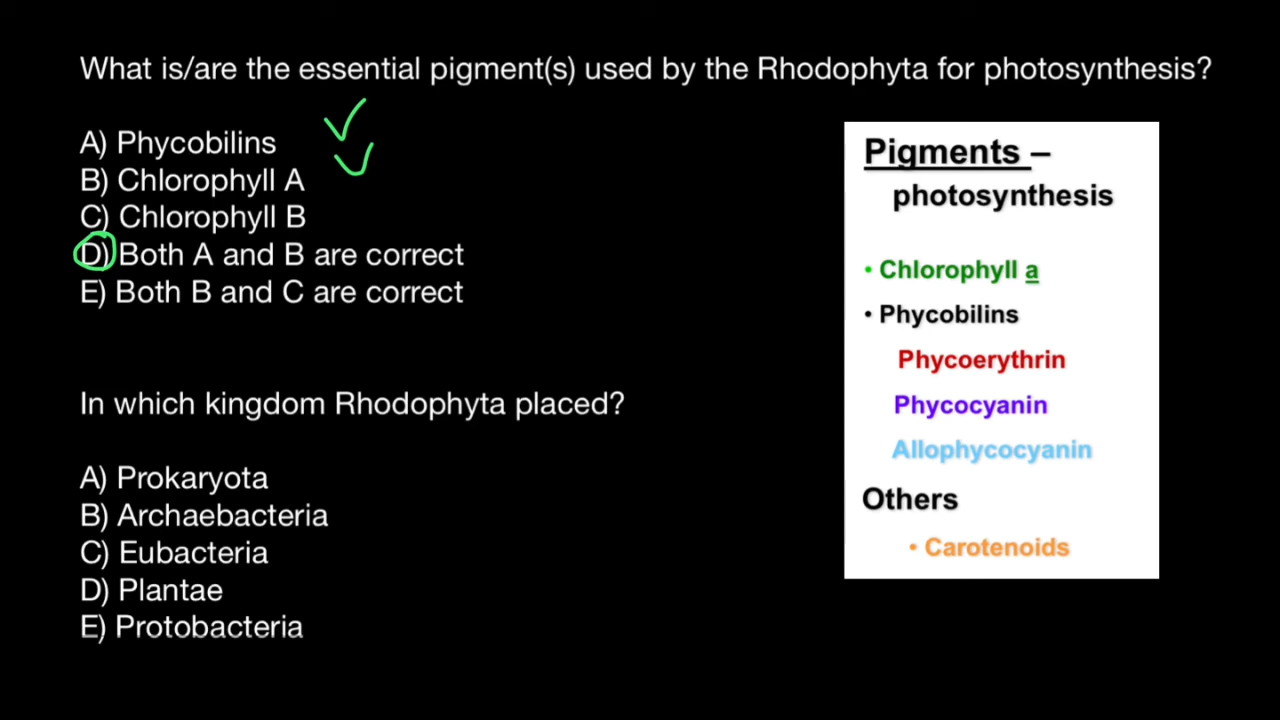 What is/are the essential pigment(s) used by the Rhodophyta for photosynthesis?
A) Phycobilins
B) Chlorophyll A
C) Chlorophyll B
D) Both A and B are correct
E) Both B and C are correct
In which kingdom Rhodophyta placed?
A) Prokaryota
B) Archaebacteria
C) Eubacteria
D) Plantae
E) Protobacteria
Pigments –
photosynthesis
• Chlorophyll a
• Phycobilins
Phycoerythrin
Phycocyanin
Allophycocyanin
Others
• Carotenoids